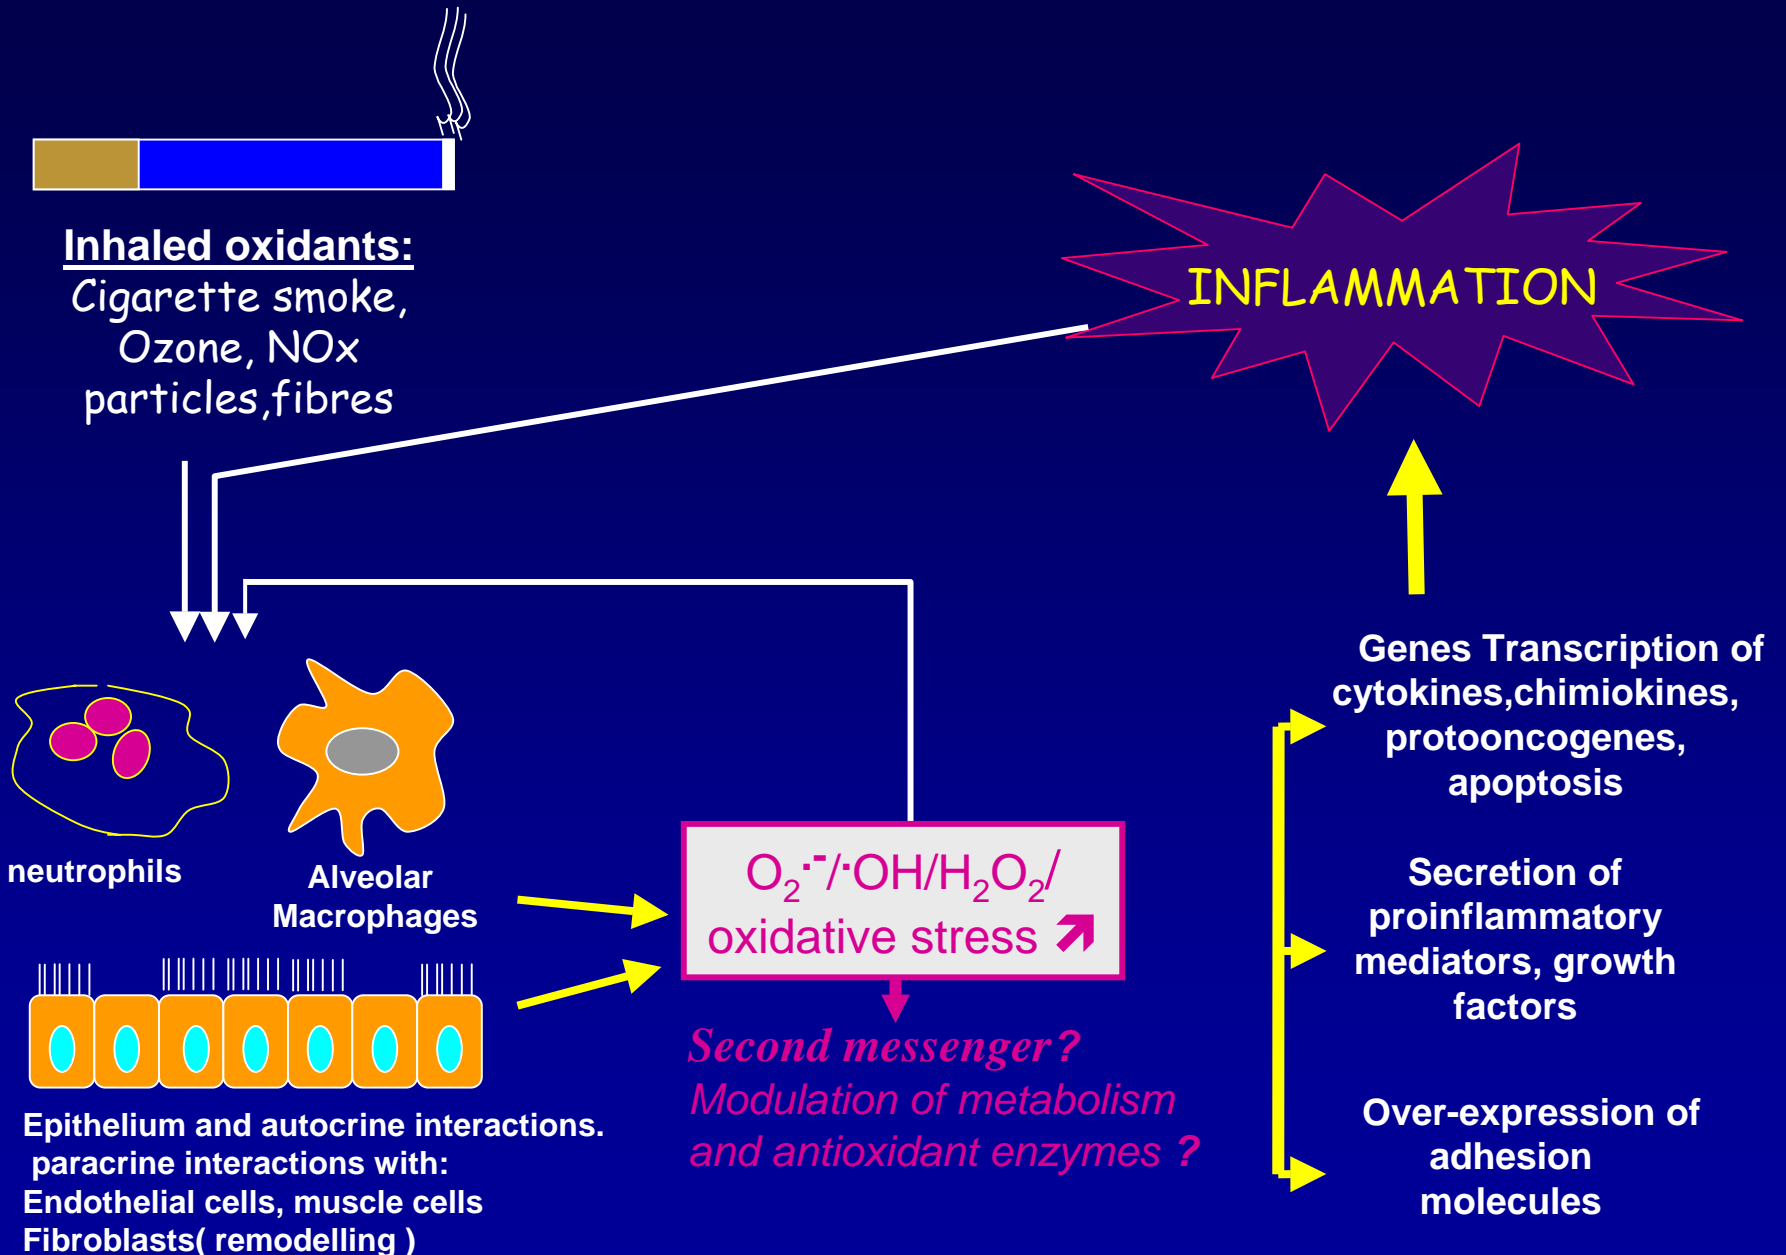 Inhaled oxidants:
Cigarette smoke,
Ozone, NOx
particles,fibres
INFLAMMATION
neutrophils
Alveolar
Macrophages
Epithelium and autocrine interactions.
paracrine interactions with:
Endothelial cells, muscle cells
Fibroblasts( remodelling )
O₂·⁻/·OH/H₂O₂/
oxidative stress ➚
Second messenger?
Modulation of metabolism
and antioxidant enzymes ?
Genes Transcription of
cytokines,chimiokines,
protooncogenes,
apoptosis
Secretion of
proinflammatory
mediators, growth
factors
Over-expression of
adhesion
molecules